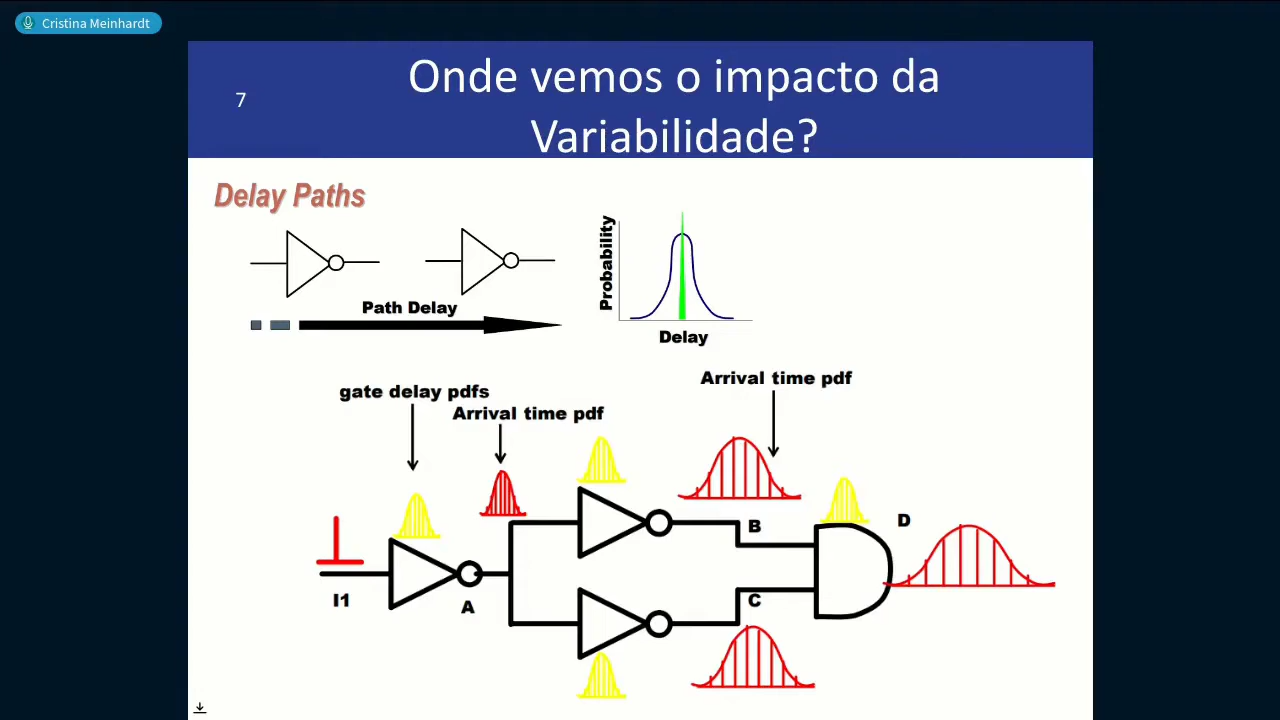 Cristina Meinhardt
7
Onde vemos o impacto da
Variabilidade?
Delay Paths
Probability
Path Delay
Delay
Arrival time pdf
gate delay pdfs
Arrival time pdf
B
D
I1
A
C